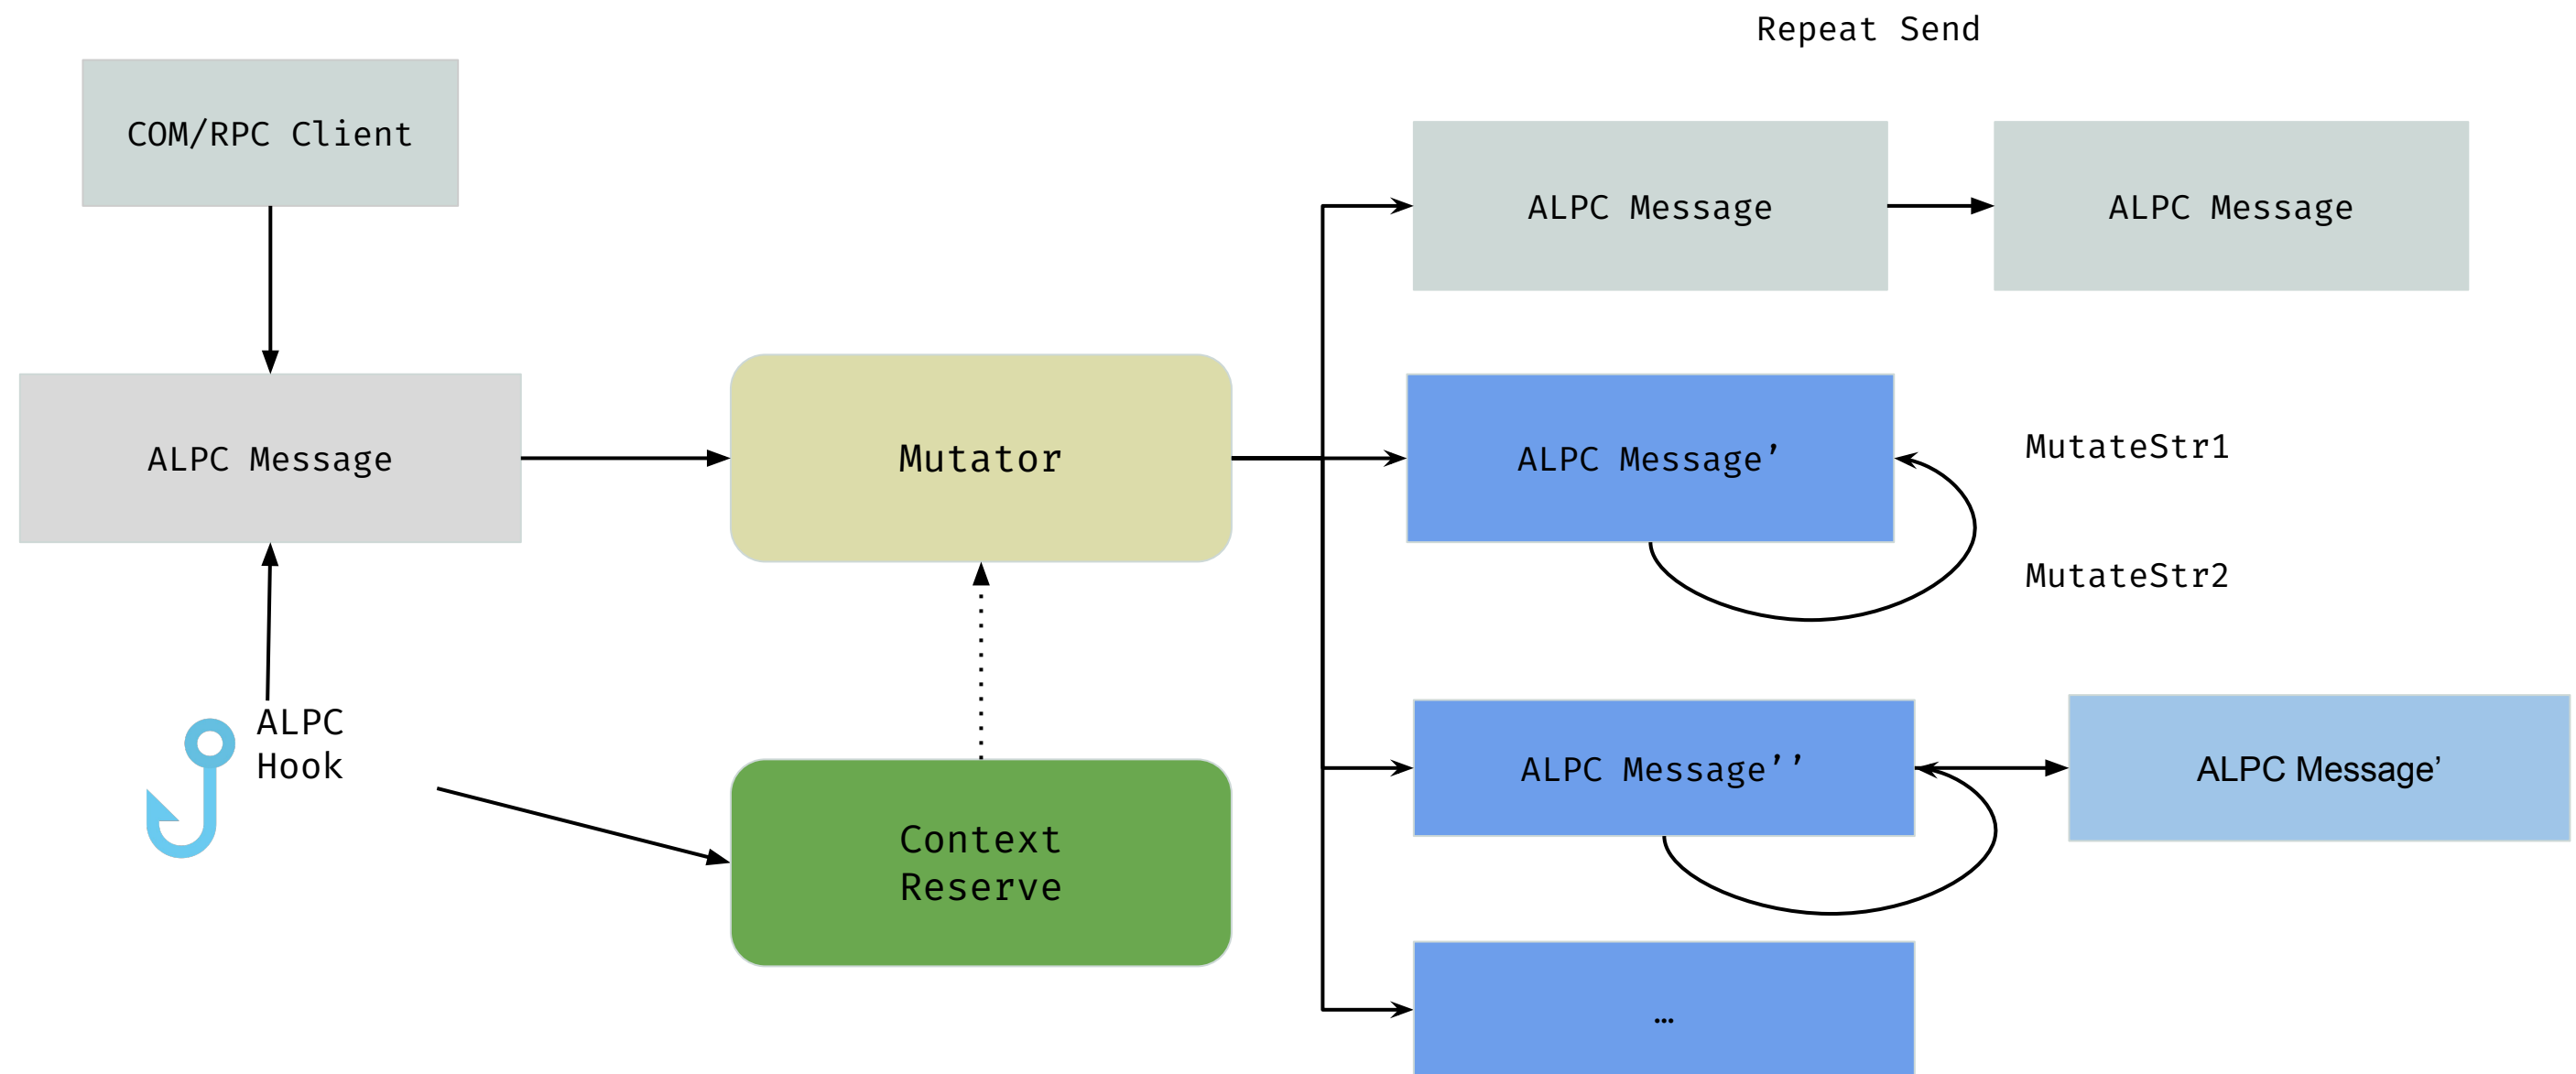 Repeat Send
COM/RPC Client
ALPC Message
ALPC Message
ALPC Message
Mutator
ALPC Message’
MutateStr1
MutateStr2
ALPC
Hook
Context
Reserve
ALPC Message’’
ALPC Message’
…